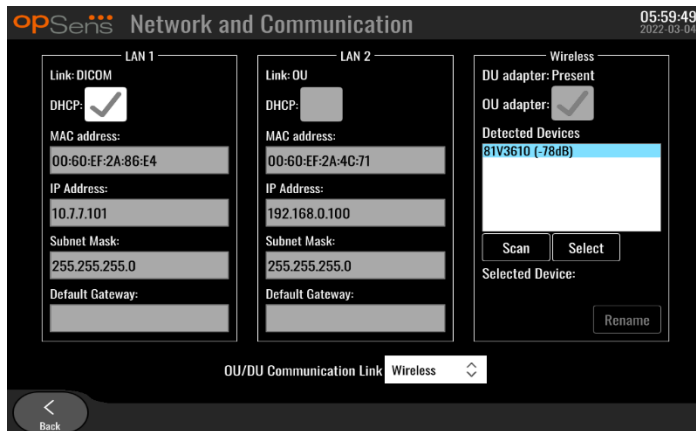 opSens Network and Communication
05:59:49
2022-03-04
LAN 1
Link: DICOM
DHCP:
MAC address:
00:60:EF:2A:86:E4
IP Address:
10.7.7.101
Subnet Mask:
255.255.255.0
Default Gateway:
LAN 2
Link: OU
DHCP:
MAC address:
00:60:EF:2A:4C:71
IP Address:
192.168.0.100
Subnet Mask:
255.255.255.0
Default Gateway:
Wireless
DU adapter: Present
OU adapter:
Detected Devices
81V3610 (-78dB)
Scan Select
Selected Device:
Rename
OU/DU Communication Link Wireless
Back